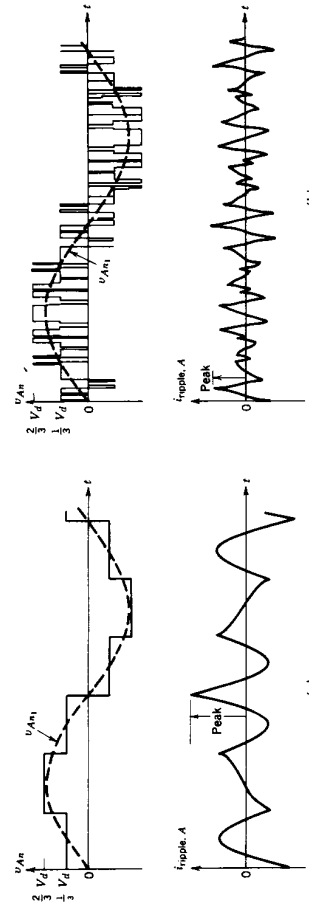 v_An
2/3 V_d
1/3 V_d
0
v_An1
t
i_ripple, A
Peak
0
t
v_An
2/3 V_d
1/3 V_d
0
v_An1
t
i_ripple, A
Peak
0
t